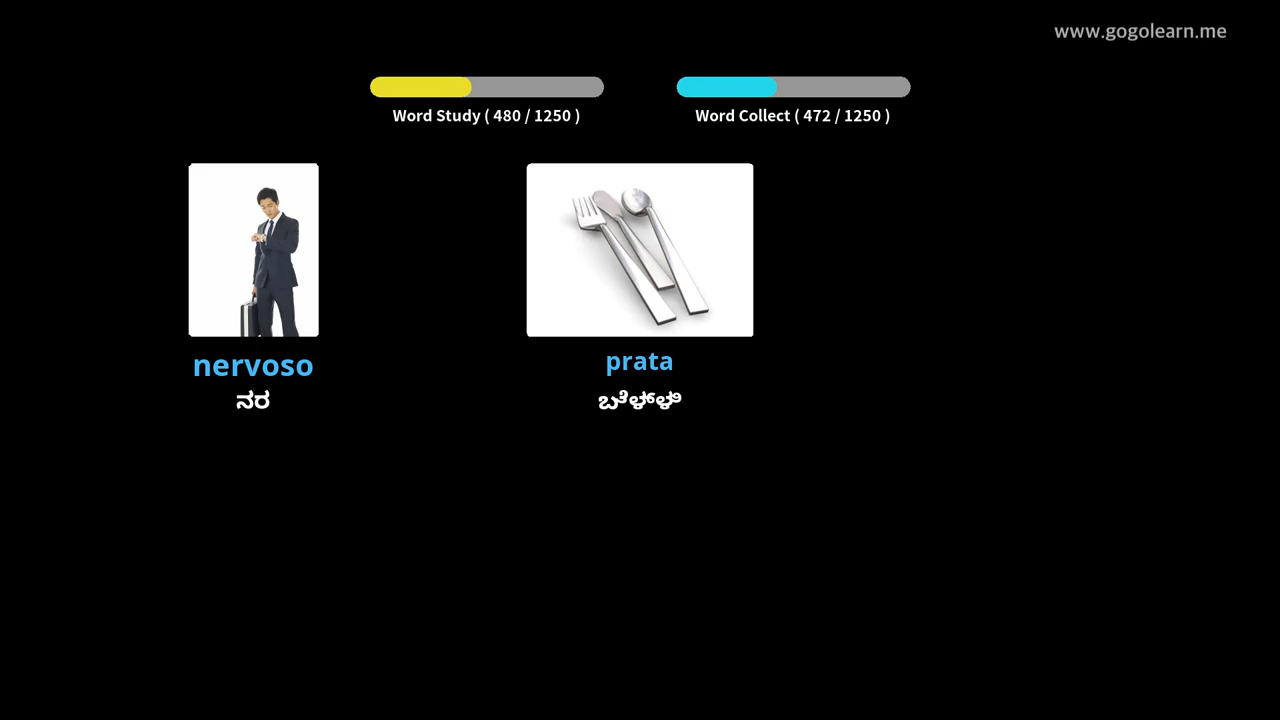 www.gogolearn.me
Word Study ( 480 / 1250 )
Word Collect ( 472 / 1250 )
nervoso
prata
ನರ
ಬೆಳ್ಳಿ